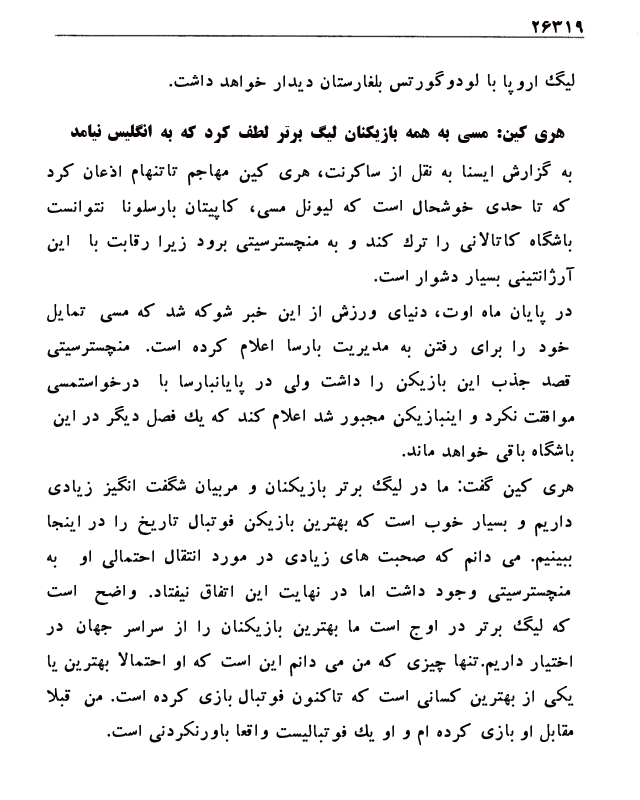 ۲۶۳۱۹
لیگ اروپا با لودوگورتس بلغارستان دیدار خواهد داشت.
هری کین: مسی به همه بازیکنان لیگ برتر لطف کرد که به انگلیس نیامد
به گزارش ایسنا به نقل از ساکرنت، هری کین مهاجم تاتنهام اذعان کرد
که تا حدی خوشحال است که لیونل مسی، کاپیتان بارسلونا نتوانست
باشگاه کاتالانی را ترک کند و به منچسترسیتی برود زیرا رقابت با این
آرژانتینی بسیار دشوار است.
در پایان ماه اوت، دنیای ورزش از این خبر شوکه شد که مسی تمایل
خود را برای رفتن به مدیریت بارسا اعلام کرده است. منچسترسیتی
قصد جذب این بازیکن را داشت ولی در پایانبارسا با درخواستمسی
موافقت نکرد و اینبازیکن مجبور شد اعلام کند که یک فصل دیگر در این
باشگاه باقی خواهد ماند.
هری کین گفت: ما در لیگ برتر بازیکنان و مربیان شگفت انگیز زیادی
داریم و بسیار خوب است که بهترین بازیکن فوتبال تاریخ را در اینجا
ببینیم. می دانم که صحبت های زیادی در مورد انتقال احتمالی او به
منچسترسیتی وجود داشت اما در نهایت این اتفاق نیفتاد. واضح است
که لیگ برتر در اوج است ما بهترین بازیکنان را از سراسر جهان در
اختیار داریم.تنها چیزی که من می دانم این است که او احتمالا بهترین یا
یکی از بهترین کسانی است که تاکنون فوتبال بازی کرده است. من قبلا
مقابل او بازی کرده ام و او یک فوتبالیست واقعا باورنکردنی است.